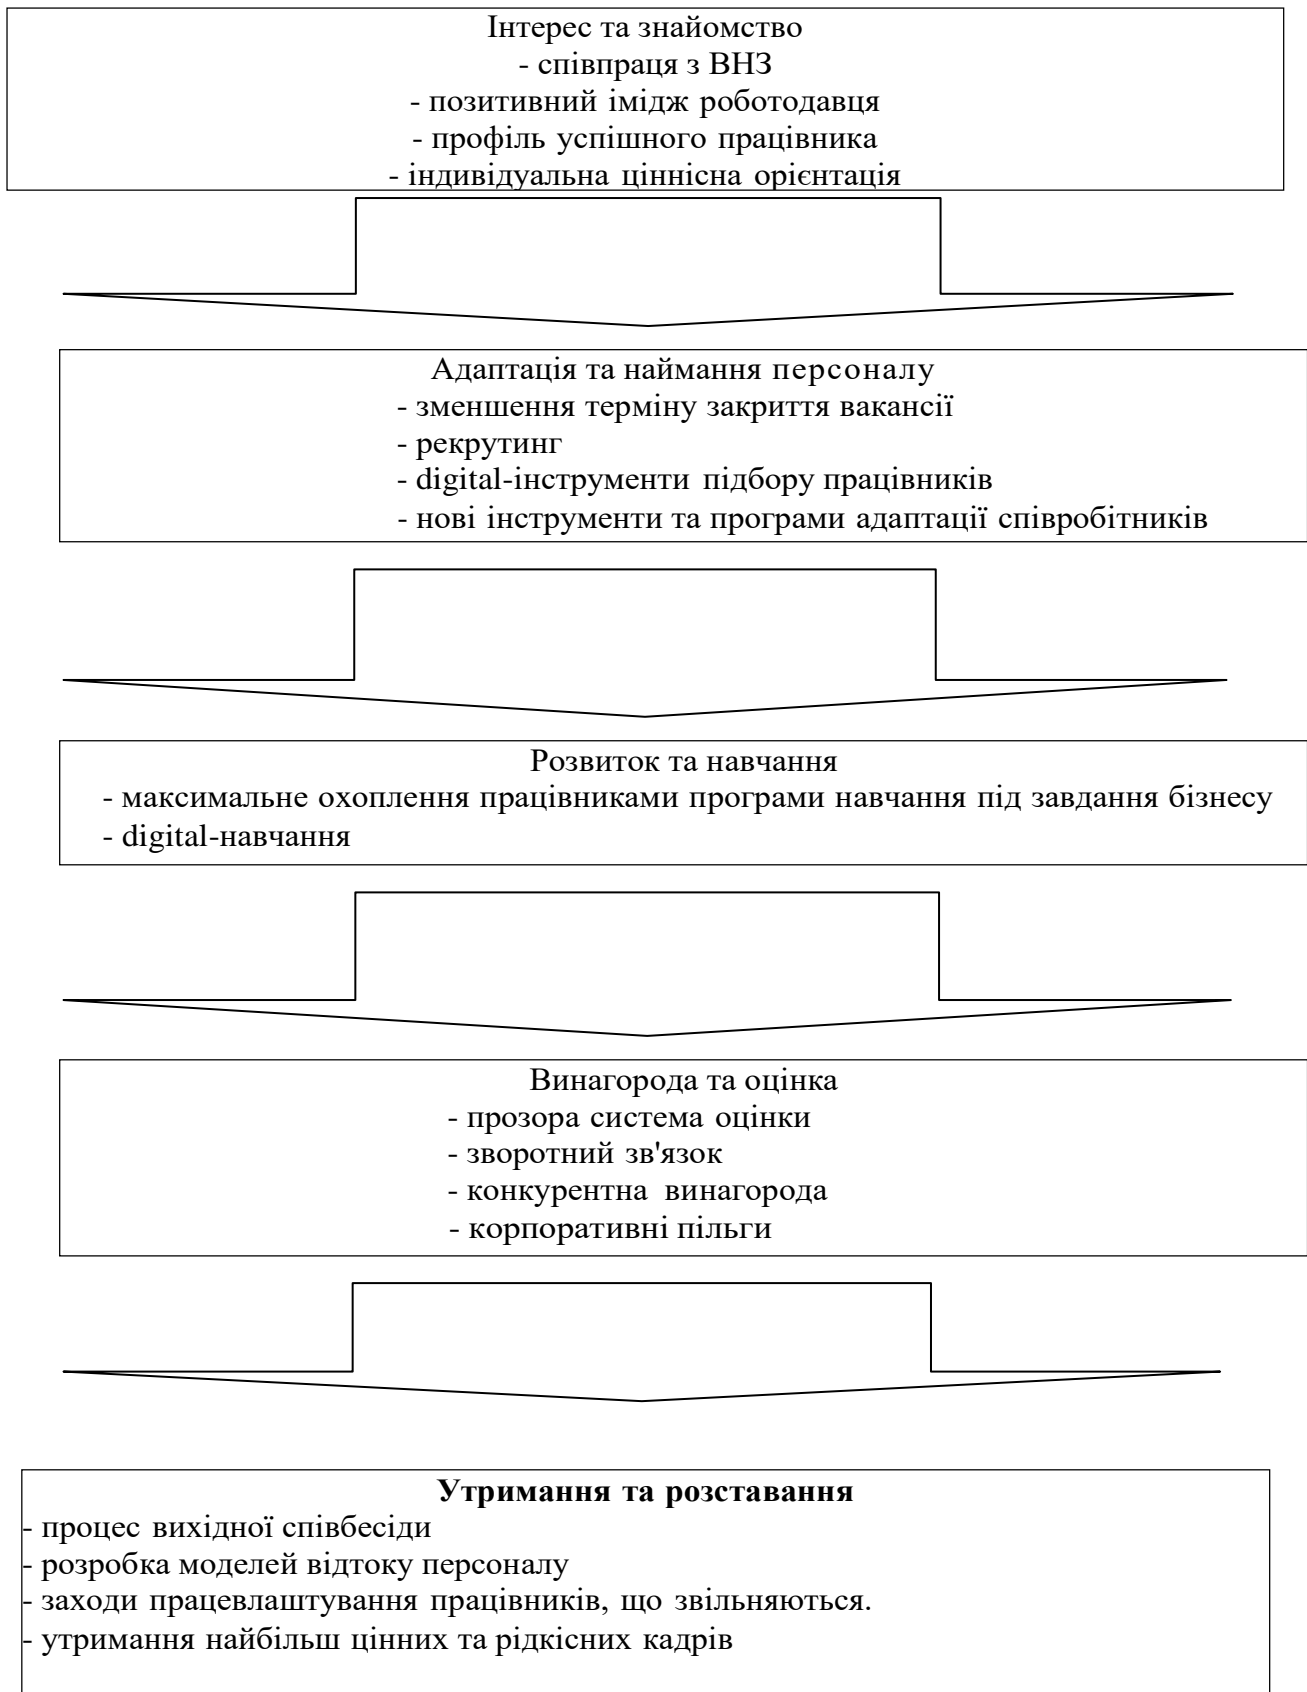 Інтерес та знайомство
- співпраця з ВНЗ
- позитивний імідж роботодавця
- профіль успішного працівника
- індивідуальна ціннісна орієнтація
Адаптація та наймання персоналу
- зменшення терміну закриття вакансії
- рекрутинг
- digital-інструменти підбору працівників
- нові інструменти та програми адаптації співробітників
Розвиток та навчання
- максимальне охоплення працівниками програми навчання під завдання бізнесу
- digital-навчання
Винагорода та оцінка
- прозора система оцінки
- зворотний зв'язок
- конкурентна винагорода
- корпоративні пільги
Утримання та розставання
- процес вихідної співбесіди
- розробка моделей відтоку персоналу
- заходи працевлаштування працівників, що звільняються.
- утримання найбільш цінних та рідкісних кадрів